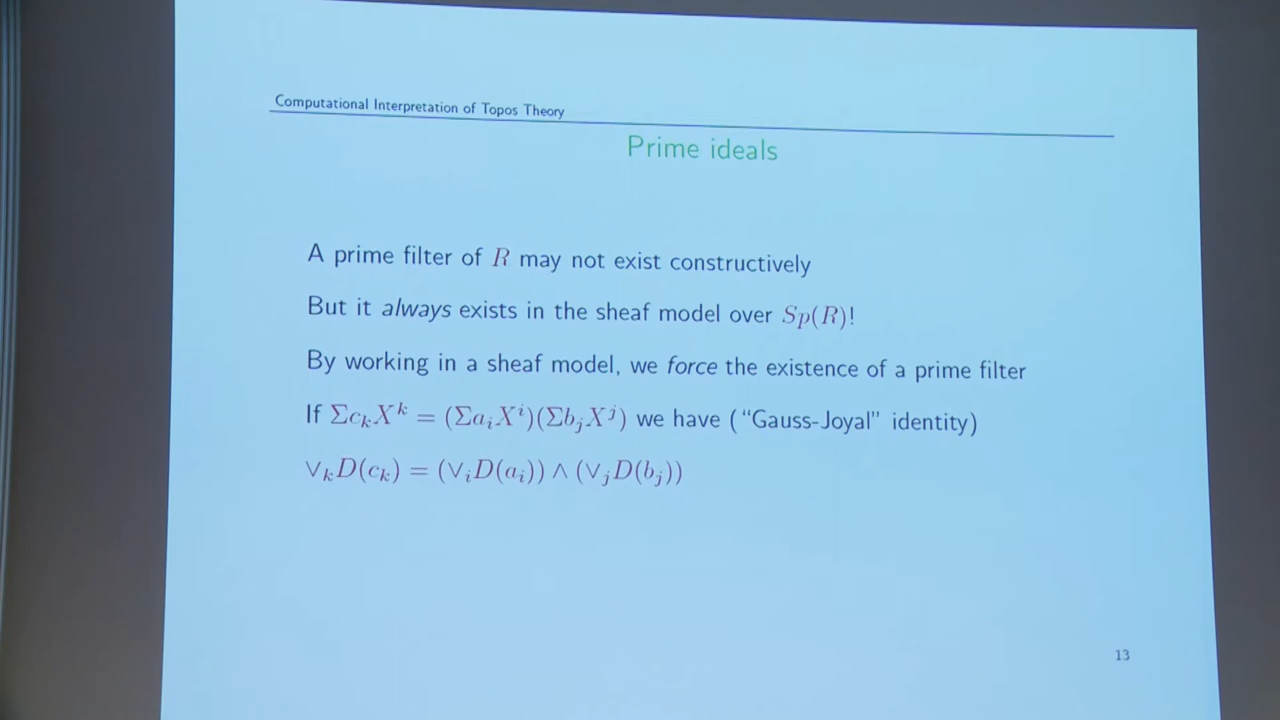 Computational Interpretation of Topos Theory
Prime ideals
A prime filter of R may not exist constructively
But it always exists in the sheaf model over Sp(R)!
By working in a sheaf model, we force the existence of a prime filter
If Σc_kX^k = (Σa_iX^i)(Σb_jX^j) we have (“Gauss-Joyal” identity)
∨_kD(c_k) = (∨_iD(a_i)) ∧ (∨_jD(b_j))
13